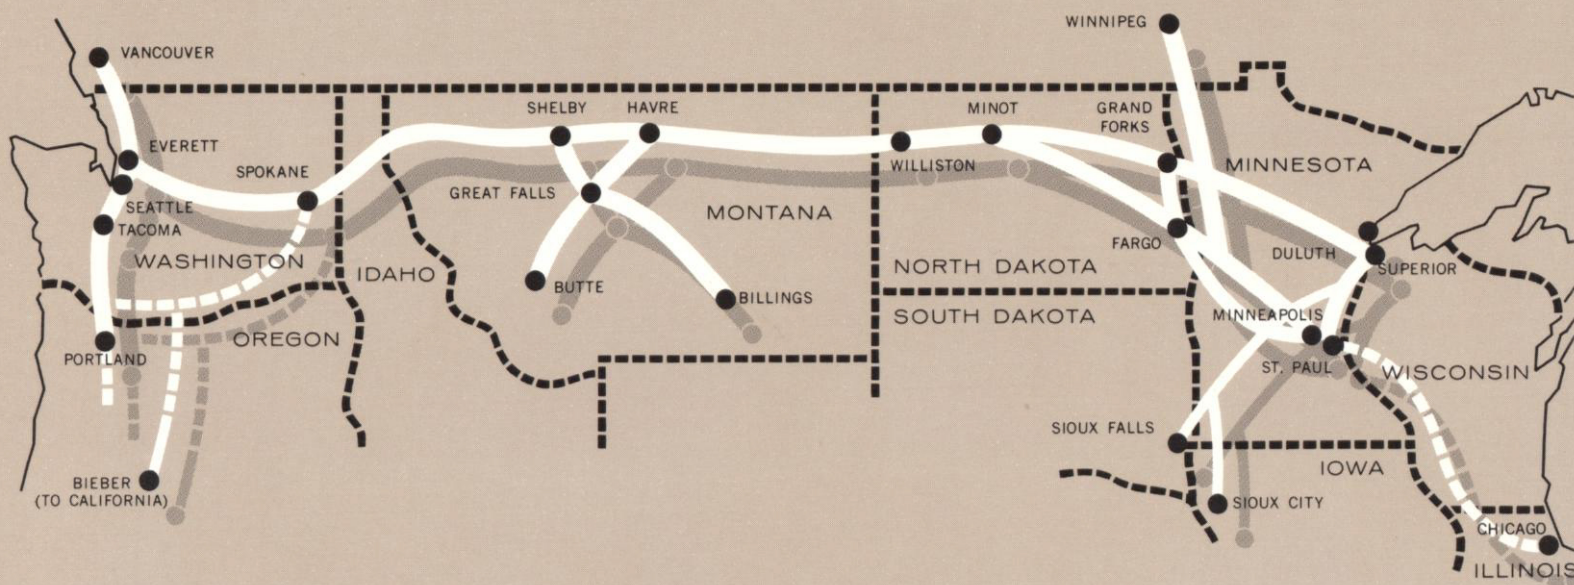 WINNIPEG
VANCOUVER
SHELBY
HAVRE
MINOT
GRAND
FORKS
EVERETT
SPOKANE
WILLISTON
MINNESOTA
GREAT FALLS
SEATTLE
TACOMA
MONTANA
FARGO
WASHINGTON
IDAHO
NORTH DAKOTA
DULUTH
SUPERIOR
BUTTE
BILLINGS
SOUTH DAKOTA
MINNEAPOLIS
OREGON
PORTLAND
ST. PAUL
WISCONSIN
SIOUX FALLS
IOWA
BIEBER
(TO CALIFORNIA)
SIOUX CITY
CHICAGO
ILLINOIS